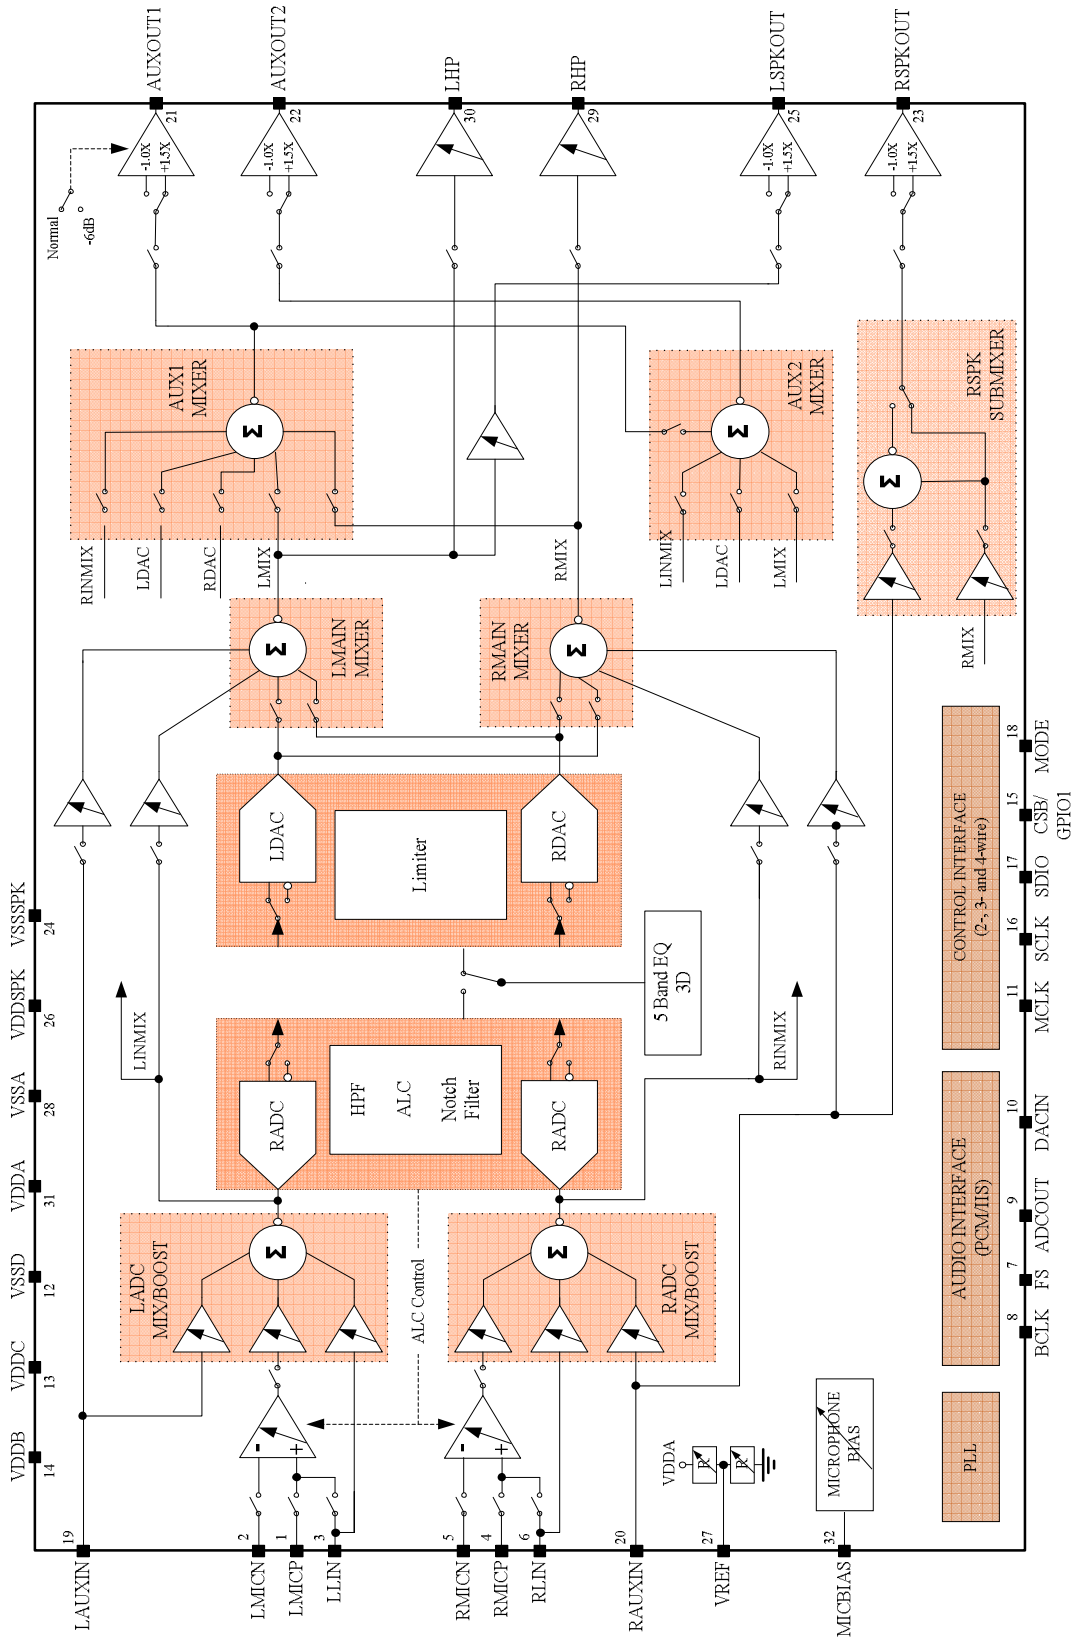 LAUXIN
19
LMICN
2
LMICP
1
LLIN
3
RMICN
5
RMICP
4
RLIN
6
RAUXIN
20
VREF
27
MICBIAS
32
VDDB
14
VDDC
13
VSSD
12
VDDA
31
VSSA
28
VDDSPK
26
VSSSPK
24
-
+
-
+
ALC Control
VDDA
R
R
MICROPHONE
BIAS
LADC
MIX/BOOST
Σ
RADC
MIX/BOOST
Σ
LINMIX
RINMIX
RADC
HPF
ALC
Notch
Filter
RADC
5 Band EQ
3D
LDAC
Limiter
RDAC
LMAIN
MIXER
Σ
RMAIN
MIXER
Σ
RINMIX
LDAC
RDAC
LMIX
RMIX
AUX1
MIXER
Σ
LINMIX
LDAC
LMIX
AUX2
MIXER
Σ
RMIX
RSPK
SUBMIXER
Σ
Normal
-6dB
-1.0X
+1.5X
21
AUXOUT1
-1.0X
+1.5X
22
AUXOUT2
30
LHP
29
RHP
-1.0X
+1.5X
25
LSPKOUT
-1.0X
+1.5X
23
RSPKOUT
PLL
AUDIO INTERFACE
(PCM/IIS)
CONTROL INTERFACE
(2-, 3- and 4-wire)
8
BCLK
7
FS
9
ADCOUT
10
DACIN
11
MCLK
16
SCLK
17
SDIO
15
CSB/
GPIO1
18
MODE